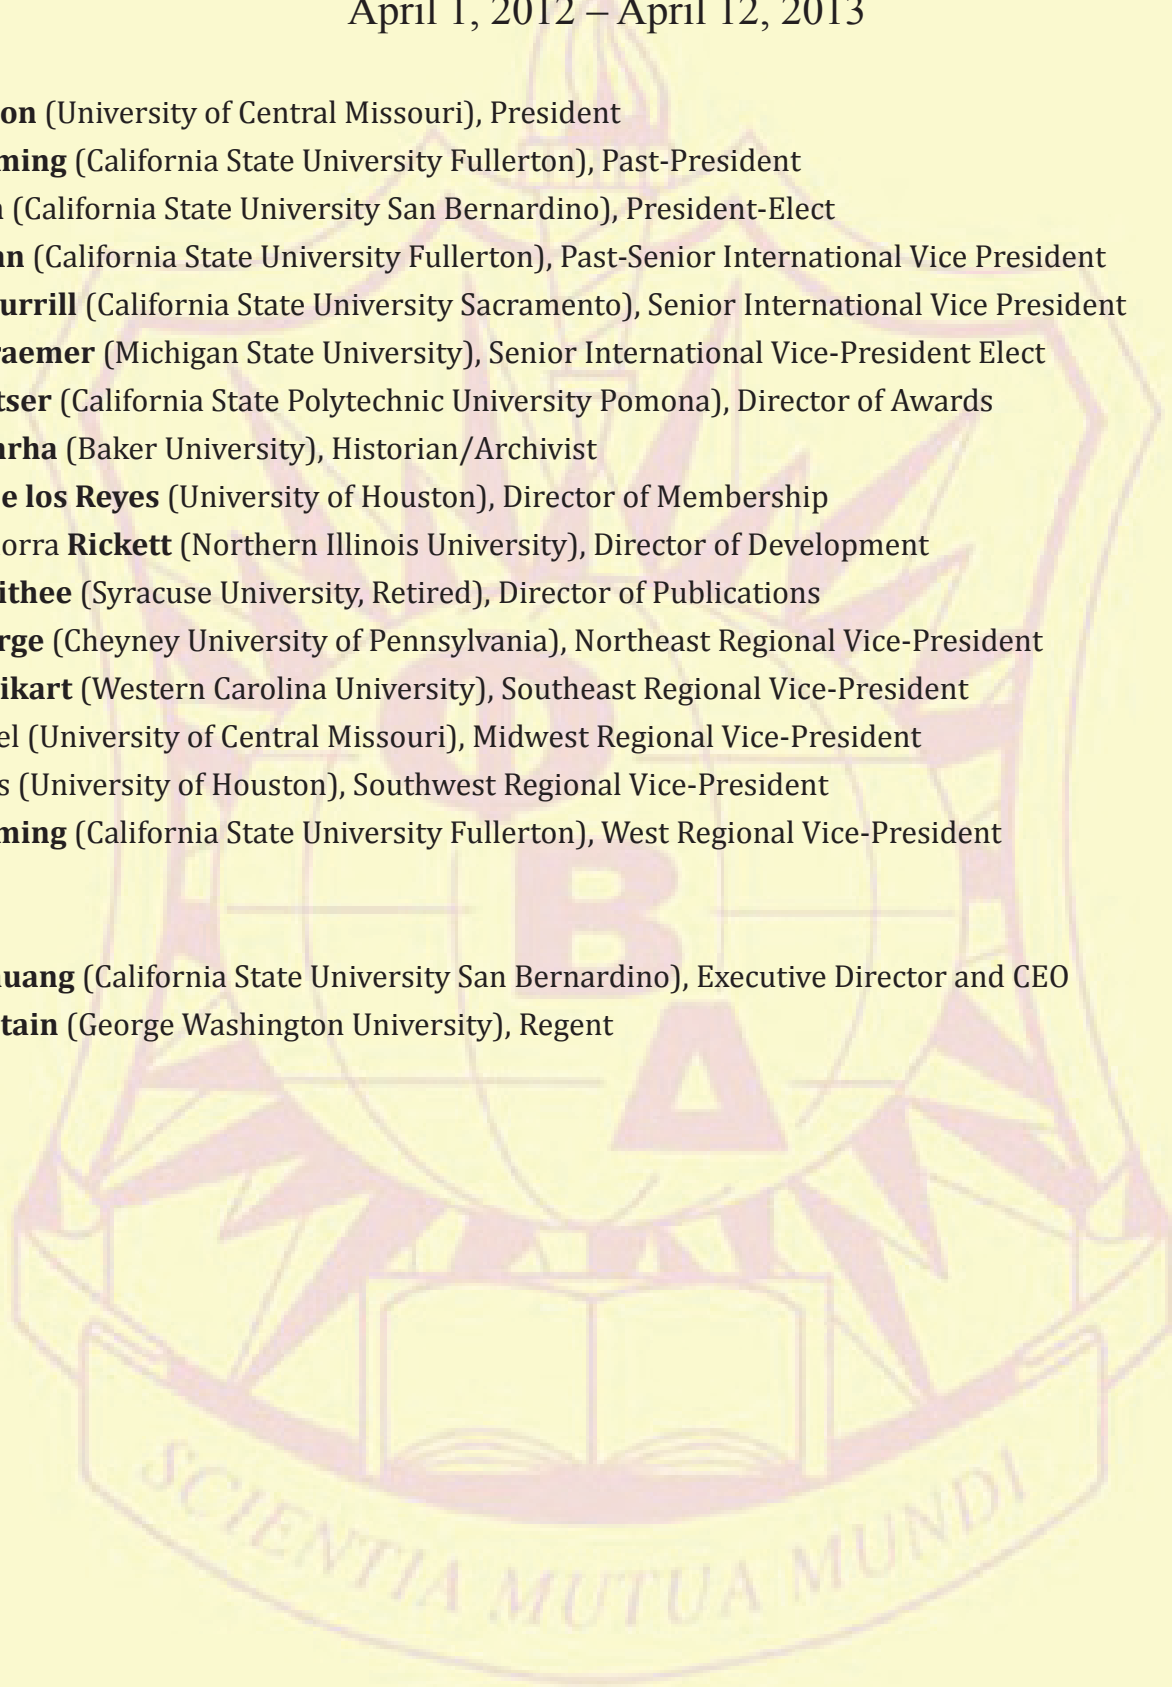 April 1, 2012 – April 12, 2013
on (University of Central Missouri), President
ming (California State University Fullerton), Past-President
(California State University San Bernardino), President-Elect
nn (California State University Fullerton), Past-Senior International Vice President
urrill (California State University Sacramento), Senior International Vice President
raemer (Michigan State University), Senior International Vice-President Elect
tser (California State Polytechnic University Pomona), Director of Awards
arha (Baker University), Historian/Archivist
e los Reyes (University of Houston), Director of Membership
orra Rickett (Northern Illinois University), Director of Development
ithee (Syracuse University, Retired), Director of Publications
rge (Cheyney University of Pennsylvania), Northeast Regional Vice-President
ikart (Western Carolina University), Southeast Regional Vice-President
el (University of Central Missouri), Midwest Regional Vice-President
s (University of Houston), Southwest Regional Vice-President
ming (California State University Fullerton), West Regional Vice-President
huang (California State University San Bernardino), Executive Director and CEO
tain (George Washington University), Regent
Φ
B
Δ
SCIENTIA MUTUA MUNDI